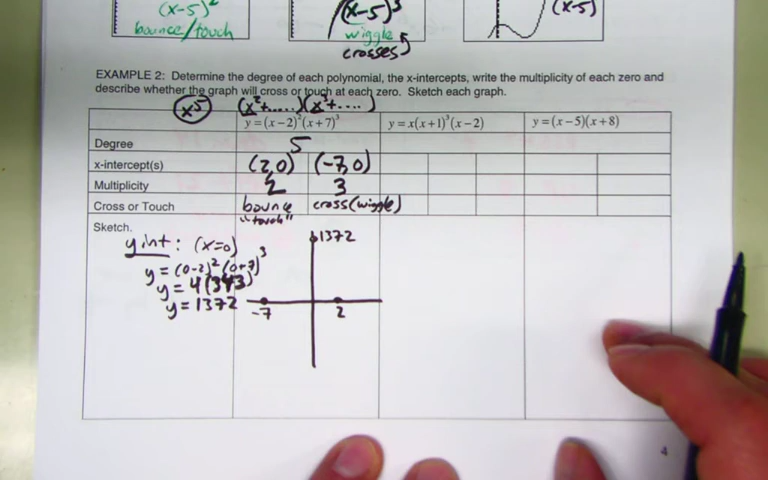 (x-5)²
bounce/touch
(x-5)³
wiggle
crosses
(x-5)
EXAMPLE 2: Determine the degree of each polynomial, the x-intercepts, write the multiplicity of each zero and
describe whether the graph will cross or touch at each zero. Sketch each graph.
x⁵ (x²+.....)(x³+....)
y=(x-2)²(x+7)³ y=x(x+1)³(x-2) y=(x-5)(x+8)
Degree 5
x-intercept(s) (2,0) (-7,0)
Multiplicity 2 3
Cross or Touch bounce cross(wiggle)
"touch"
Sketch.
y int: (x=0)
y=(0-2)²(0+7)³
y=4(343)
y=1372
1372
-7 2
4